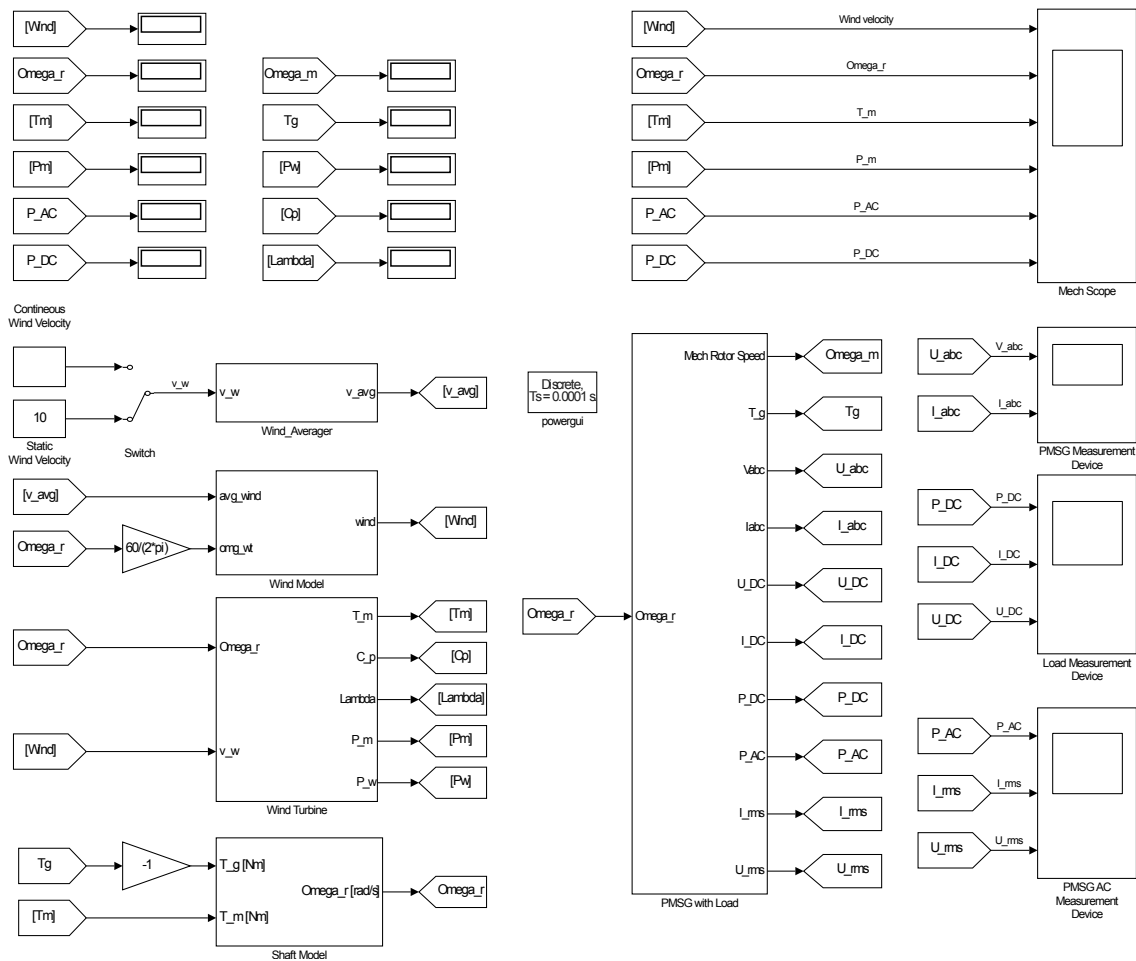 [Wind]
Omega_r
[Tm]
[Pm]
P_AC
P_DC
Omega_m
Tg
[Pw]
[Cp]
[Lambda]
[Wind]
Wind velocity
Omega_r
Omega_r
[Tm]
T_m
[Pm]
P_m
P_AC
P_AC
P_DC
P_DC
Mech Scope
Contineous
Wind Velocity
10
Static
Wind Velocity
Switch
v_w
v_w
v_avg
Wind_Averager
[v_avg]
Discrete,
Ts = 0.0001 s.
powergui
[v_avg]
Omega_r
60/(2*pi)
avg_wind
omg_wt
wind
Wind Model
[Wind]
Omega_r
[Wind]
Omega_r
v_w
T_m
C_p
Lambda
P_m
P_w
Wind Turbine
[Tm]
[Cp]
[Lambda]
[Pm]
[Pw]
Tg
-1
[Tm]
T_g [Nm]
T_m [Nm]
Omega_r [rad/s]
Shaft Model
Omega_r
Omega_r
Omega_r
Mech Rotor Speed
T_g
Vabc
Iabc
U_DC
I_DC
P_DC
P_AC
I_rms
U_rms
PMSG with Load
Omega_m
Tg
U_abc
I_abc
U_DC
I_DC
P_DC
P_AC
I_rms
U_rms
U_abc
V_abc
I_abc
I_abc
PMSG Measurement
Device
P_DC
P_DC
I_DC
I_DC
U_DC
U_DC
Load Measurement
Device
P_AC
P_AC
I_rms
I_rms
U_rms
U_rms
PMSG AC
Measurement
Device